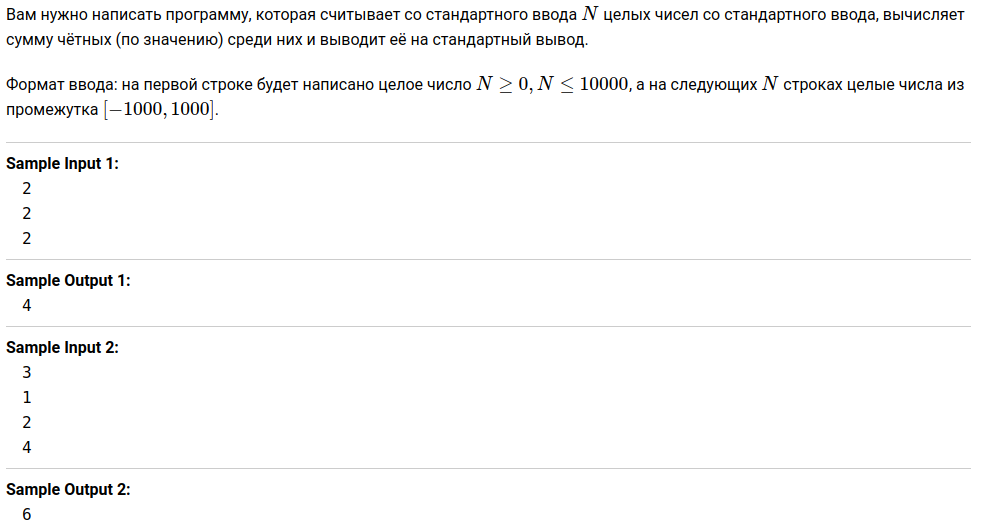 Вам нужно написать программу, которая считывает со стандартного ввода N целых чисел со стандартного ввода, вычисляет
сумму чётных (по значению) среди них и выводит её на стандартный вывод.
Формат ввода: на первой строке будет написано целое число N ≥ 0, N ≤ 10000, а на следующих N строках целые числа из
промежутка [−1000, 1000].
Sample Input 1:
2
2
2
Sample Output 1:
4
Sample Input 2:
3
1
2
4
Sample Output 2:
6